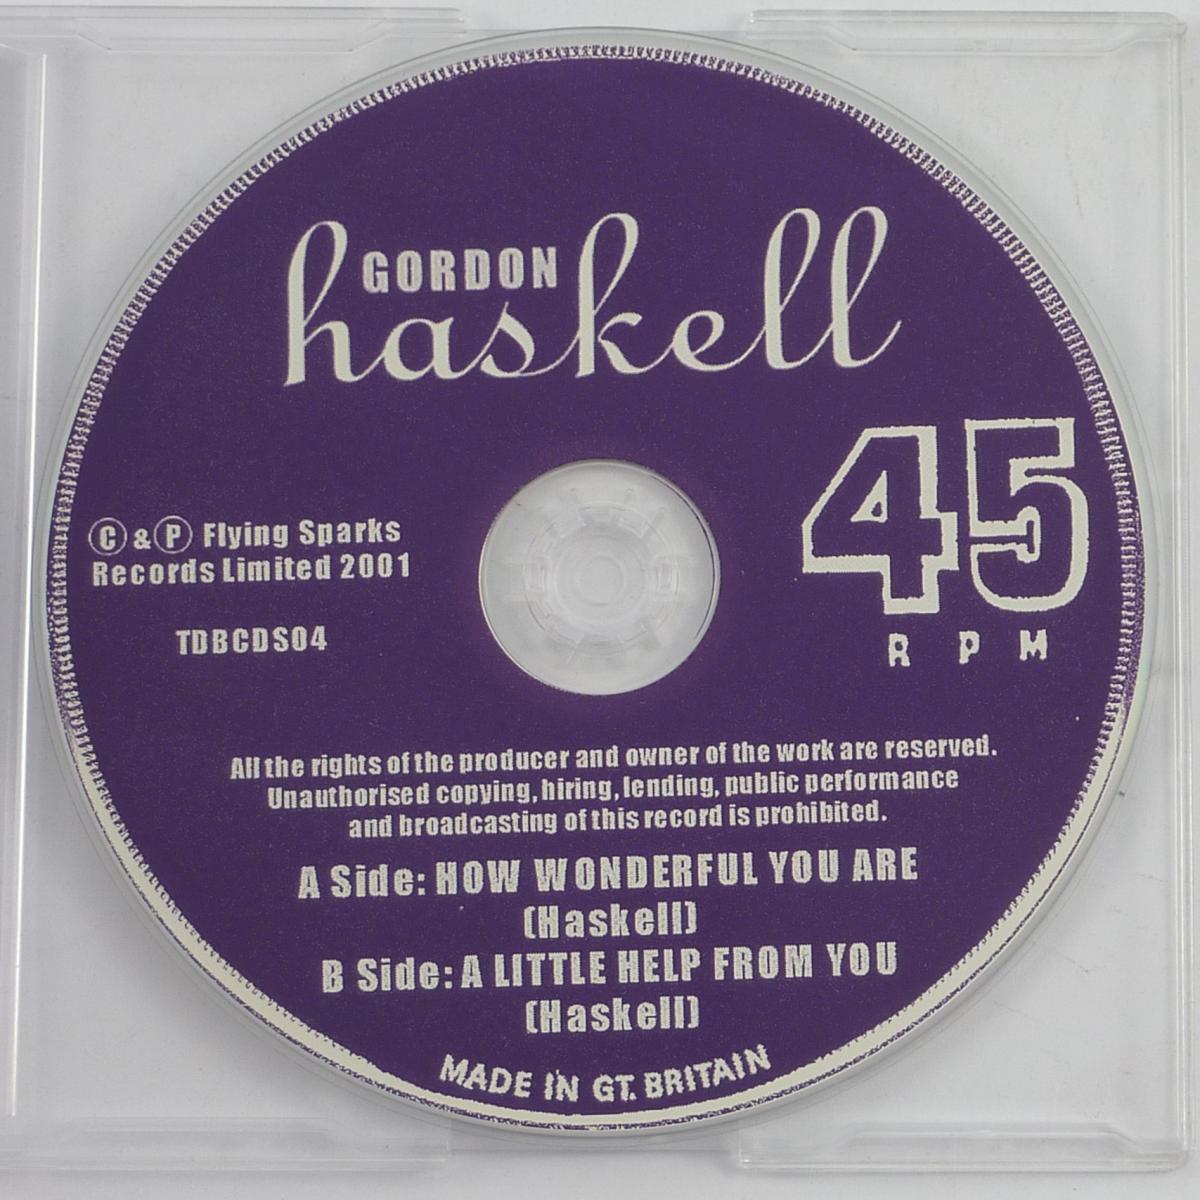 GORDON
haskell
45
RPM
Ⓒ & Ⓟ Flying Sparks
Records Limited 2001
TDBCDS04
All the rights of the producer and owner of the work are reserved.
Unauthorised copying, hiring, lending, public performance
and broadcasting of this record is prohibited.
A Side: HOW WONDERFUL YOU ARE
(Haskell)
B Side: A LITTLE HELP FROM YOU
(Haskell)
MADE IN GT. BRITAIN